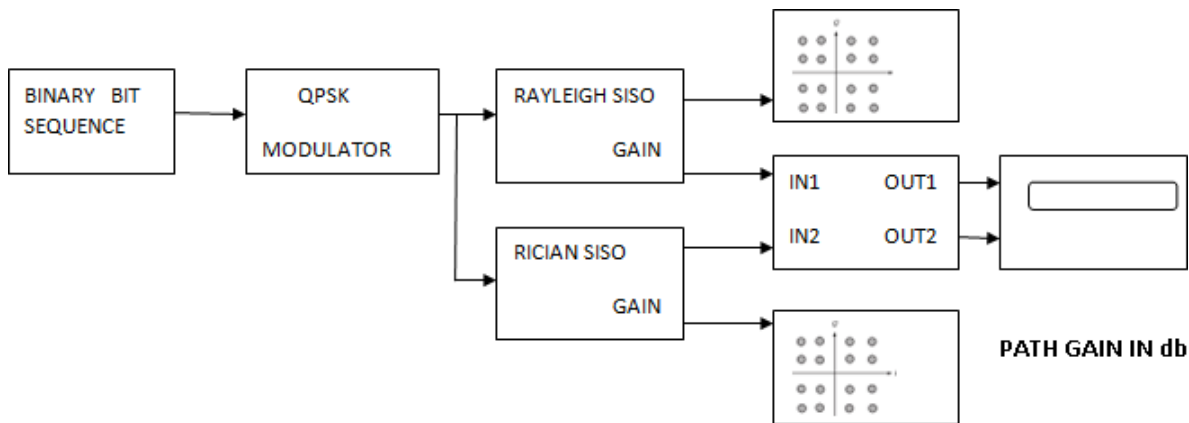 BINARY BIT
SEQUENCE
QPSK
MODULATOR
RAYLEIGH SISO
GAIN
RICIAN SISO
GAIN
Q
IN1 OUT1
IN2 OUT2
Q
I
PATH GAIN IN db